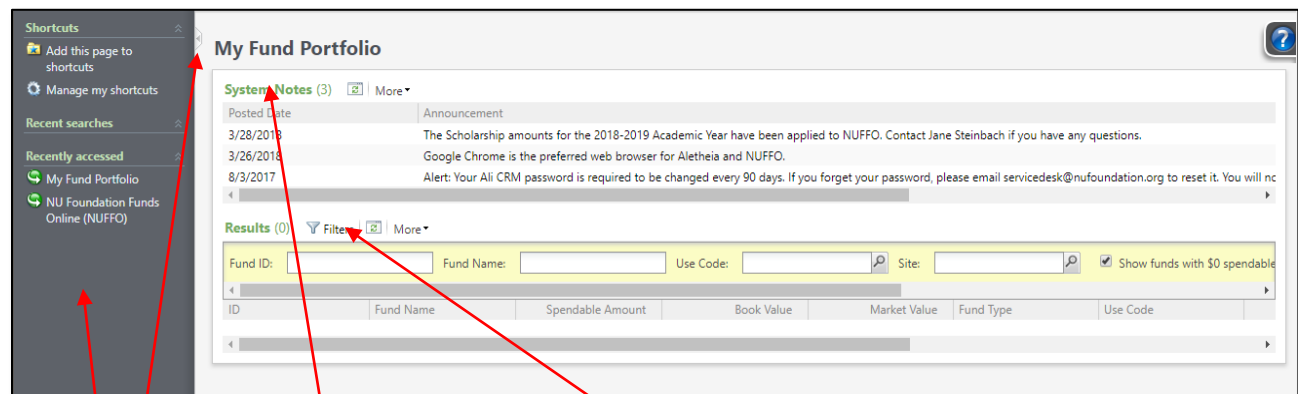 Shortcuts
Add this page to
shortcuts
Manage my shortcuts
Recent searches
Recently accessed
My Fund Portfolio
NU Foundation Funds
Online (NUFFO)
My Fund Portfolio
?
System Notes (3) More
Posted Date Announcement
3/28/2018 The Scholarship amounts for the 2018-2019 Academic Year have been applied to NUFFO. Contact Jane Steinbach if you have any questions.
3/26/2018 Google Chrome is the preferred web browser for Aletheia and NUFFO.
8/3/2017 Alert: Your Ali CRM password is required to be changed every 90 days. If you forget your password, please email servicedesk@nufoundation.org to reset it. You will no
Results (0) Filters More
Fund ID: Fund Name: Use Code: Site: Show funds with $0 spendable
ID Fund Name Spendable Amount Book Value Market Value Fund Type Use Code